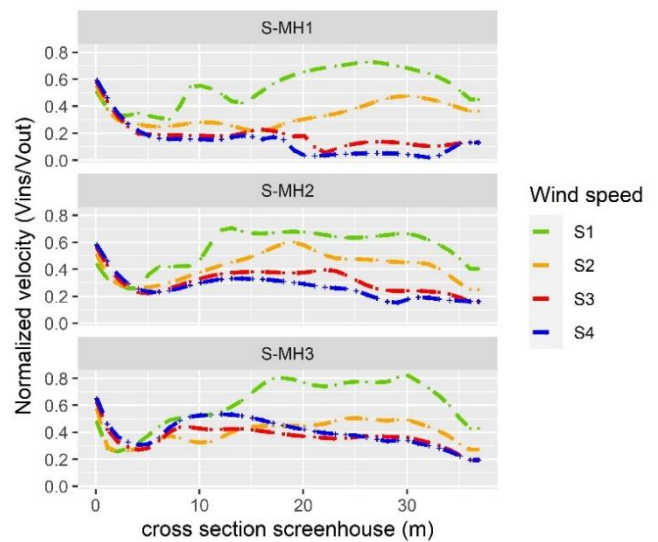 S-MH1
0.8
0.6
0.4
0.2
0.0
S-MH2
0.8
0.6
0.4
0.2
0.0
S-MH3
0.8
0.6
0.4
0.2
0.0
0
10
20
30
cross section screenhouse (m)
Normalized velocity (Vins/Vout)
Wind speed
S1
S2
S3
S4